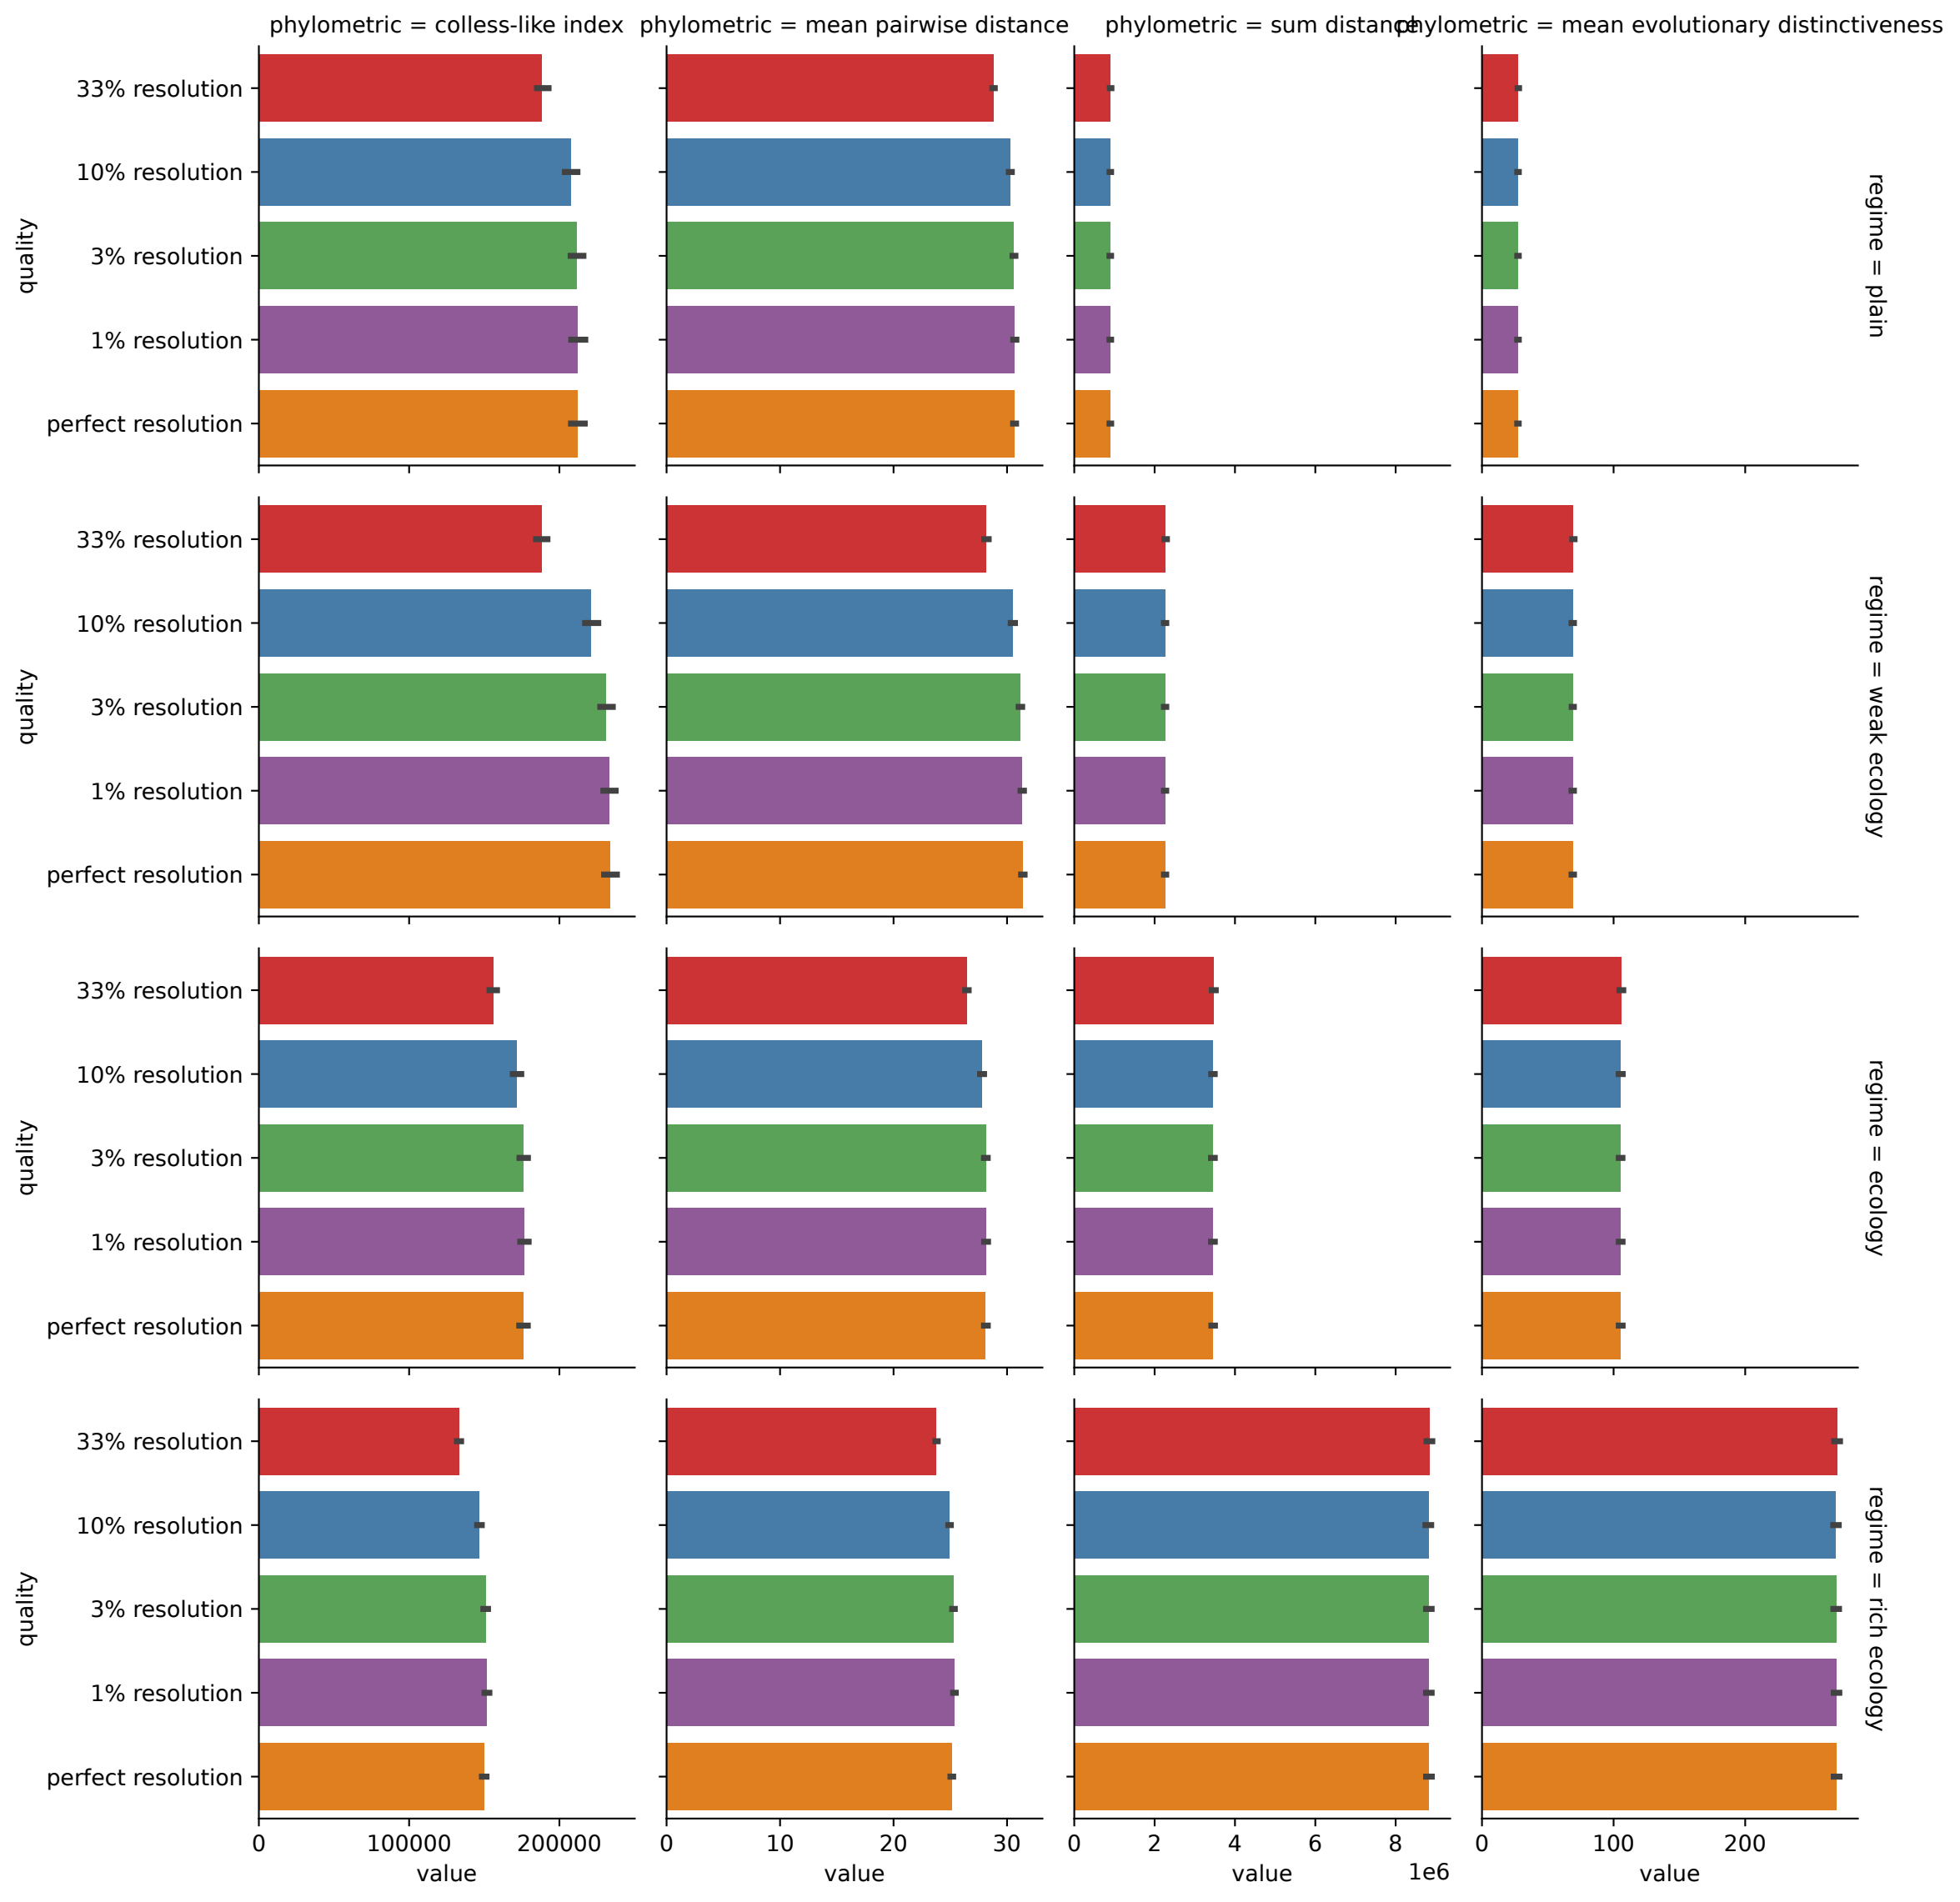 phylometric = colless-like index
phylometric = mean pairwise distance
phylometric = sum distance
phylometric = mean evolutionary distinctiveness
33% resolution
10% resolution
3% resolution
1% resolution
perfect resolution
quality
regime = plain
33% resolution
10% resolution
3% resolution
1% resolution
perfect resolution
quality
regime = weak ecology
33% resolution
10% resolution
3% resolution
1% resolution
perfect resolution
quality
regime = ecology
33% resolution
10% resolution
3% resolution
1% resolution
perfect resolution
quality
regime = rich ecology
0 100000 200000
value
0 10 20 30
value
0 2 4 6 8
1e6
value
0 100 200
value